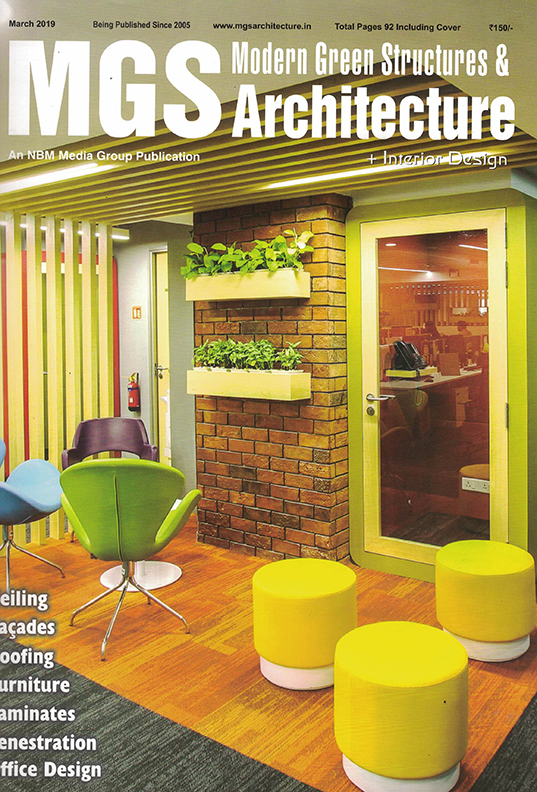 March 2019 Being Published Since 2005 www.mgsarchitecture.in Total Pages 92 Including Cover ₹150/-
MGS Modern Green Structures &
Architecture
An NBM Media Group Publication + Interior Design
eiling
açades
oofing
urniture
aminates
enestration
ffice Design